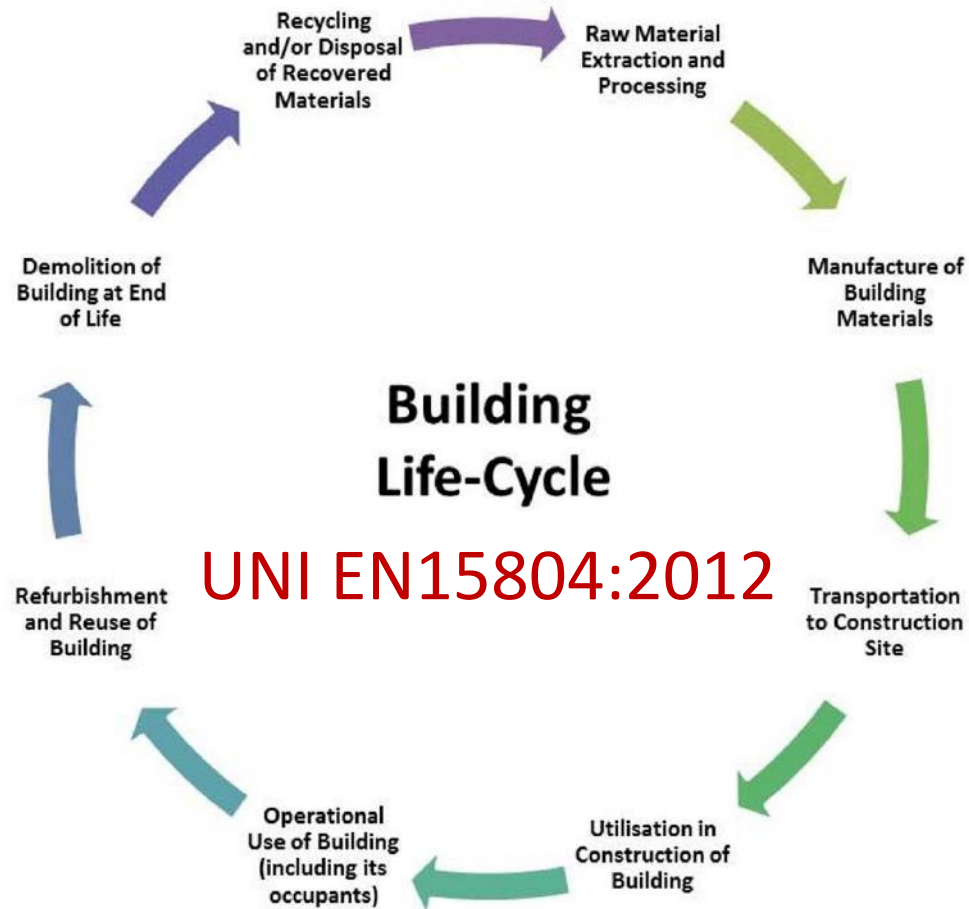 Recycling
and/or Disposal
of Recovered
Materials
Raw Material
Extraction and
Processing
Manufacture of
Building
Materials
Transportation
to Construction
Site
Utilisation in
Construction of
Building
Operational
Use of Building
(including its
occupants)
Refurbishment
and Reuse of
Building
Demolition of
Building at End
of Life
Building
Life-Cycle
UNI EN15804:2012